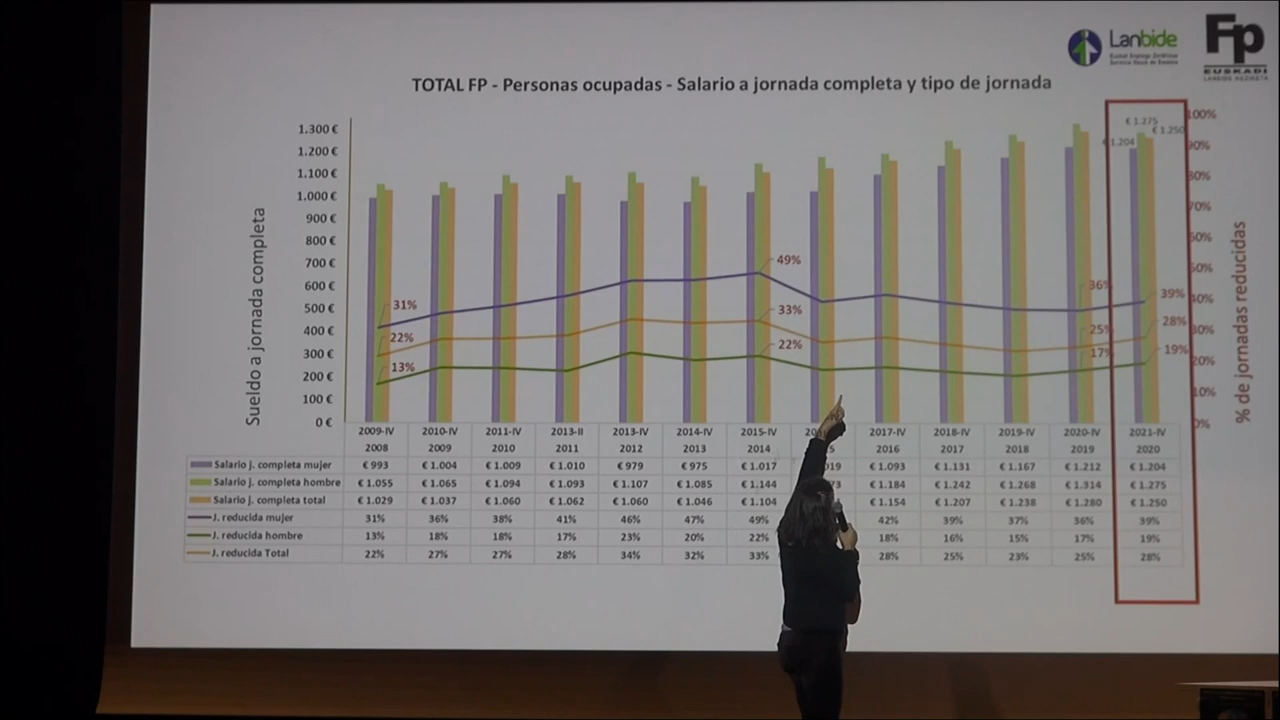 Lanbide
Euskal Enplegu Zerbitzua
Servicio Vasco de Empleo
Fp
EUSKADI
LANBIDE HEZIKETA
TOTAL FP - Personas ocupadas - Salario a jornada completa y tipo de jornada
Sueldo a jornada completa
1.300 €
1.200 €
1.100 €
1.000 €
900 €
800 €
700 €
600 €
500 €
400 €
300 €
200 €
100 €
0 €
100%
90%
80%
70%
60%
50%
40%
30%
20%
10%
0%
% de jornadas reducidas
€ 1.275
€ 1.250
€ 1.204
31%
22%
13%
49%
33%
22%
36%
25%
17%
39%
28%
19%
2009-IV 2010-IV 2011-IV 2013-II 2013-IV 2014-IV 2015-IV 2017-IV 2018-IV 2019-IV 2020-IV 2021-IV
2008 2009 2010 2011 2012 2013 2014 2016 2017 2018 2019 2020
Salario j. completa mujer € 993 € 1.004 € 1.009 € 1.010 € 979 € 975 € 1.017 019 € 1.093 € 1.131 € 1.167 € 1.212 € 1.204
Salario j. completa hombre € 1.055 € 1.065 € 1.094 € 1.093 € 1.107 € 1.085 € 1.144 € 1.184 € 1.242 € 1.268 € 1.314 € 1.275
Salario j. completa total € 1.029 € 1.037 € 1.060 € 1.062 € 1.060 € 1.046 € 1.104 € 1.154 € 1.207 € 1.238 € 1.280 € 1.250
J. reducida mujer 31% 36% 38% 41% 46% 47% 49% 42% 39% 37% 36% 39%
J. reducida hombre 13% 18% 18% 17% 23% 20% 22% 18% 16% 15% 17% 19%
J. reducida Total 22% 27% 27% 28% 34% 32% 33% 28% 25% 23% 25% 28%